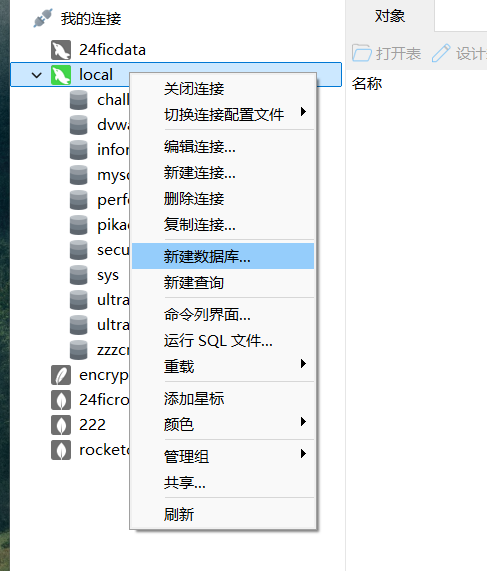 我的连接
对象
24ficdata
打开表
设计
local
名称
关闭连接
切换连接配置文件
编辑连接...
新建连接...
删除连接
复制连接...
新建数据库...
新建查询
命令列界面...
运行 SQL 文件...
重载
添加星标
颜色
管理组
共享...
刷新
chall
dvwa
infor
mysc
perfe
pikac
secu
sys
ultra
ultra
zzzcr
encryp
24ficro
222
rocketc